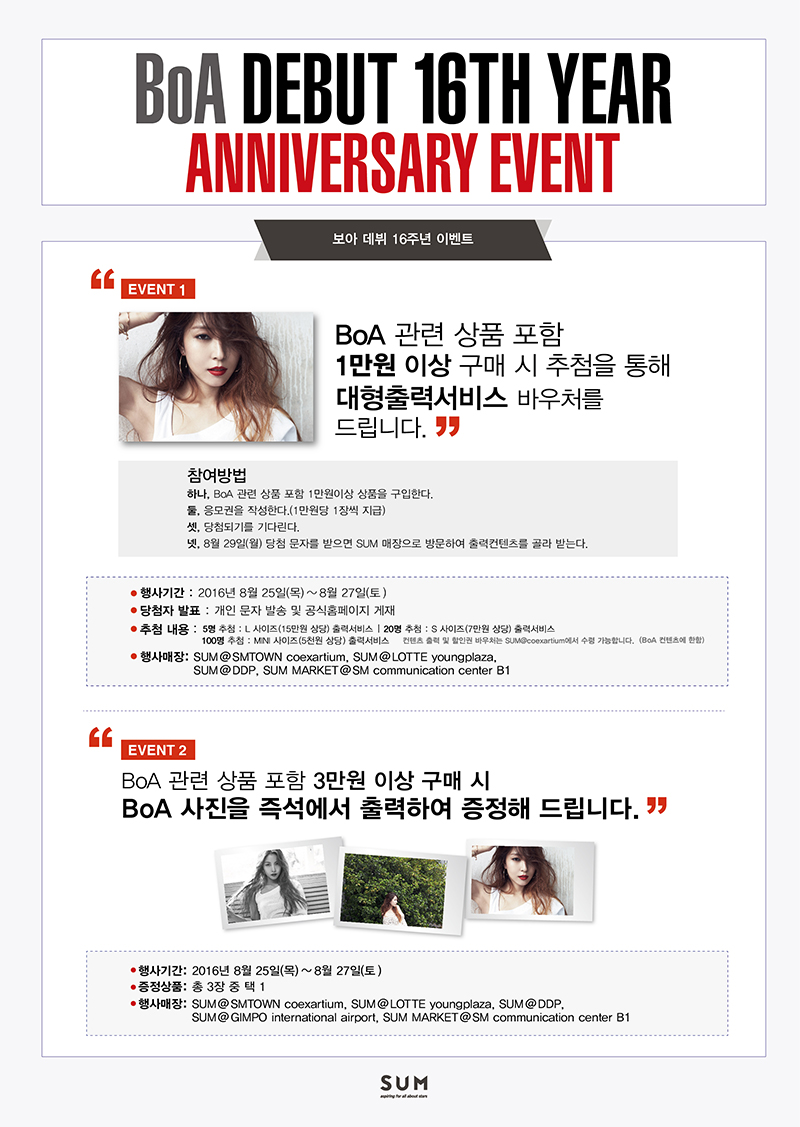 BoA DEBUT 16TH YEAR
ANNIVERSARY EVENT
보아 데뷔 16주년 이벤트
“
EVENT 1
BoA 관련 상품 포함
1만원 이상 구매 시 추첨을 통해
대형출력서비스 바우처를
드립니다. ”
참여방법
하나, BoA 관련 상품 포함 1만원이상 상품을 구입한다.
둘, 응모권을 작성한다.(1만원당 1장씩 지급)
셋, 당첨되기를 기다린다.
넷, 8월 29일(월) 당첨 문자를 받으면 SUM 매장으로 방문하여 출력컨텐츠를 골라 받는다.
• 행사기간 : 2016년 8월 25일(목) ~ 8월 27일(토)
• 당첨자 발표 : 개인 문자 발송 및 공식홈페이지 게재
• 추첨 내용 : 5명 추첨 : L 사이즈(15만원 상당) 출력서비스 | 20명 추첨 : S 사이즈(7만원 상당) 출력서비스
100명 추첨 : MINI 사이즈(5천원 상당) 출력서비스 컨텐츠 출력 및 할인권 바우처는 SUM@coexartium에서 수령 가능합니다. (BoA 컨텐츠에 한함)
• 행사매장: SUM@SMTOWN coexartium, SUM@LOTTE youngplaza,
SUM@DDP, SUM MARKET@SM communication center B1
“
EVENT 2
BoA 관련 상품 포함 3만원 이상 구매 시
BoA 사진을 즉석에서 출력하여 증정해 드립니다. ”
• 행사기간: 2016년 8월 25일(목) ~ 8월 27일(토)
• 증정상품: 총 3장 중 택 1
• 행사매장: SUM@SMTOWN coexartium, SUM@LOTTE youngplaza, SUM@DDP,
SUM@GIMPO international airport, SUM MARKET@SM communication center B1
SUM
aspiring for all about stars